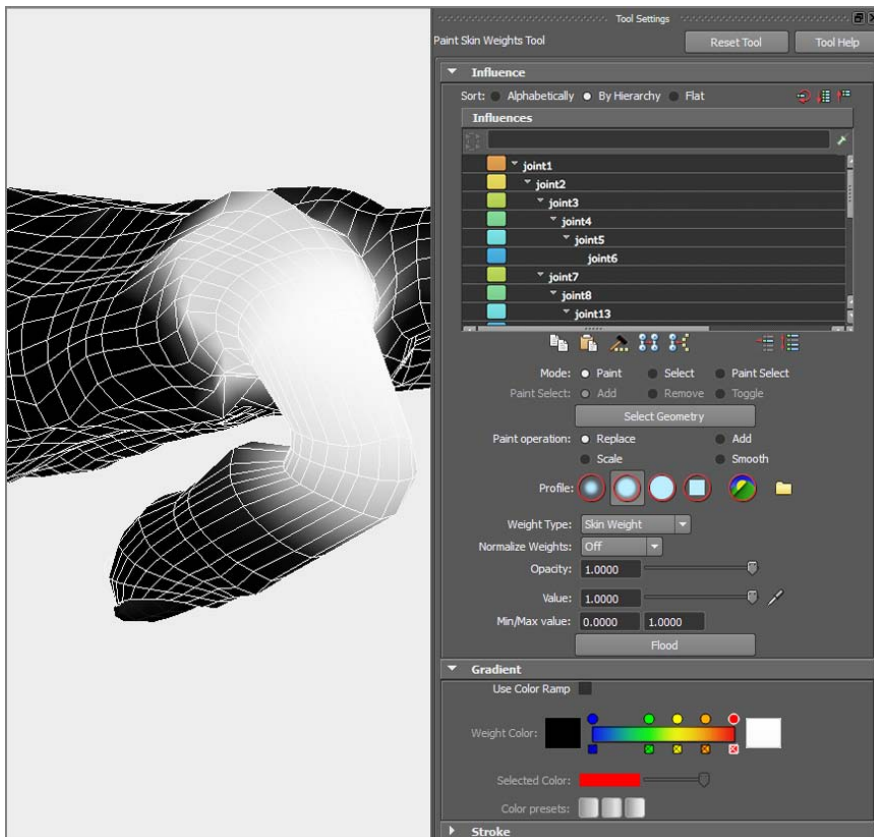 Tool Settings
Paint Skin Weights Tool Reset Tool Tool Help
Influence
Sort: Alphabetically By Hierarchy Flat
Influences
joint1
joint2
joint3
joint4
joint5
joint6
joint7
joint8
joint13
Mode: Paint Select Paint Select
Paint Select: Add Remove Toggle
Select Geometry
Paint operation: Replace Add
Scale Smooth
Profile:
Weight Type: Skin Weight
Normalize Weights: Off
Opacity: 1.0000
Value: 1.0000
Min/Max value: 0.0000 1.0000
Flood
Gradient
Use Color Ramp
Weight Color:
Selected Color:
Color presets:
Stroke